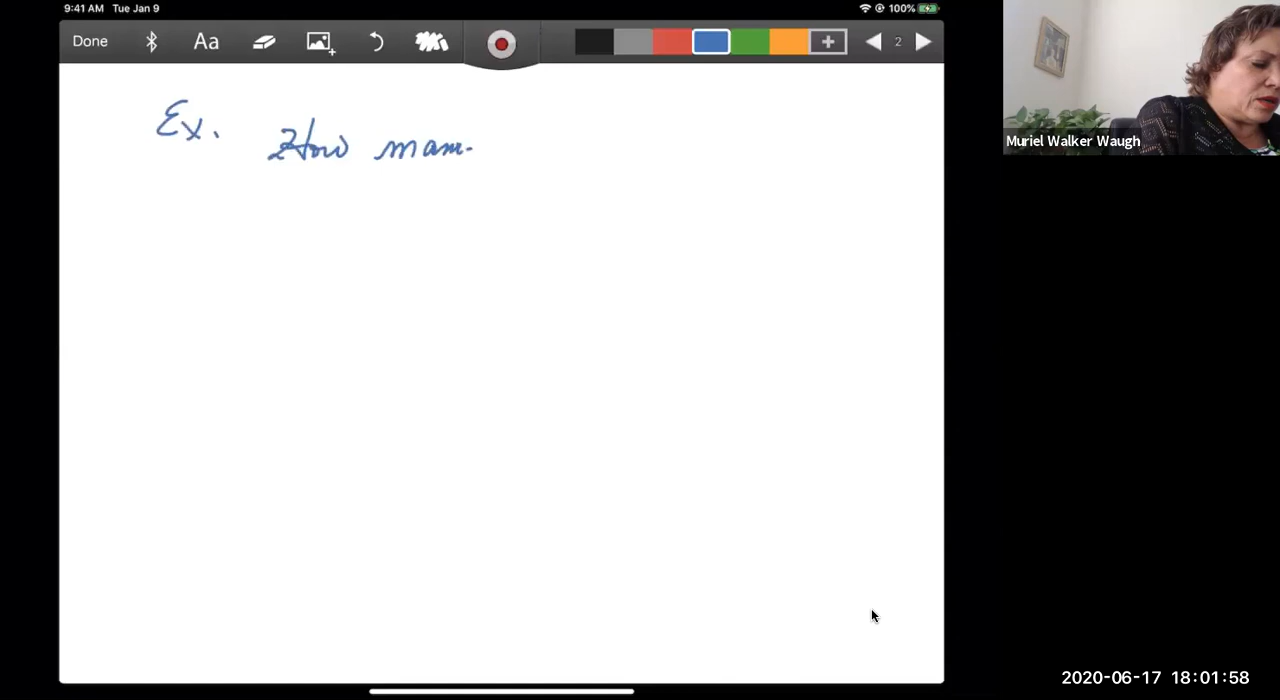 9:41 AM Tue Jan 9 100%
Done Aa 2
Ex. How man
Muriel Walker Waugh
2020-06-17 18:01:58